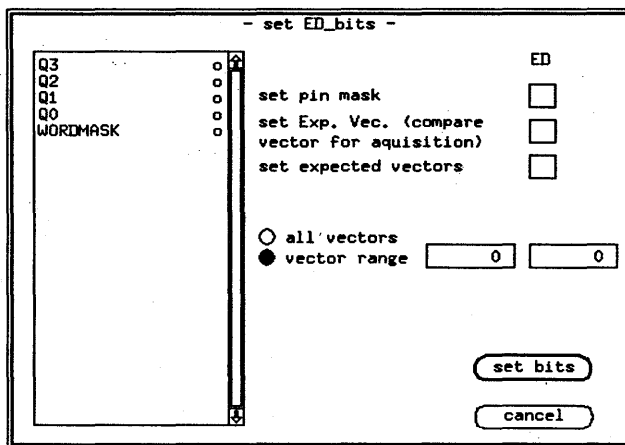 - set ED_bits -
Q3 o
Q2 o
Q1 o
Q0 o
WORDMASK o
ED
set pin mask
set Exp. Vec. (compare
vector for aquisition)
set expected vectors
all vectors
vector range 0 0
set bits
cancel